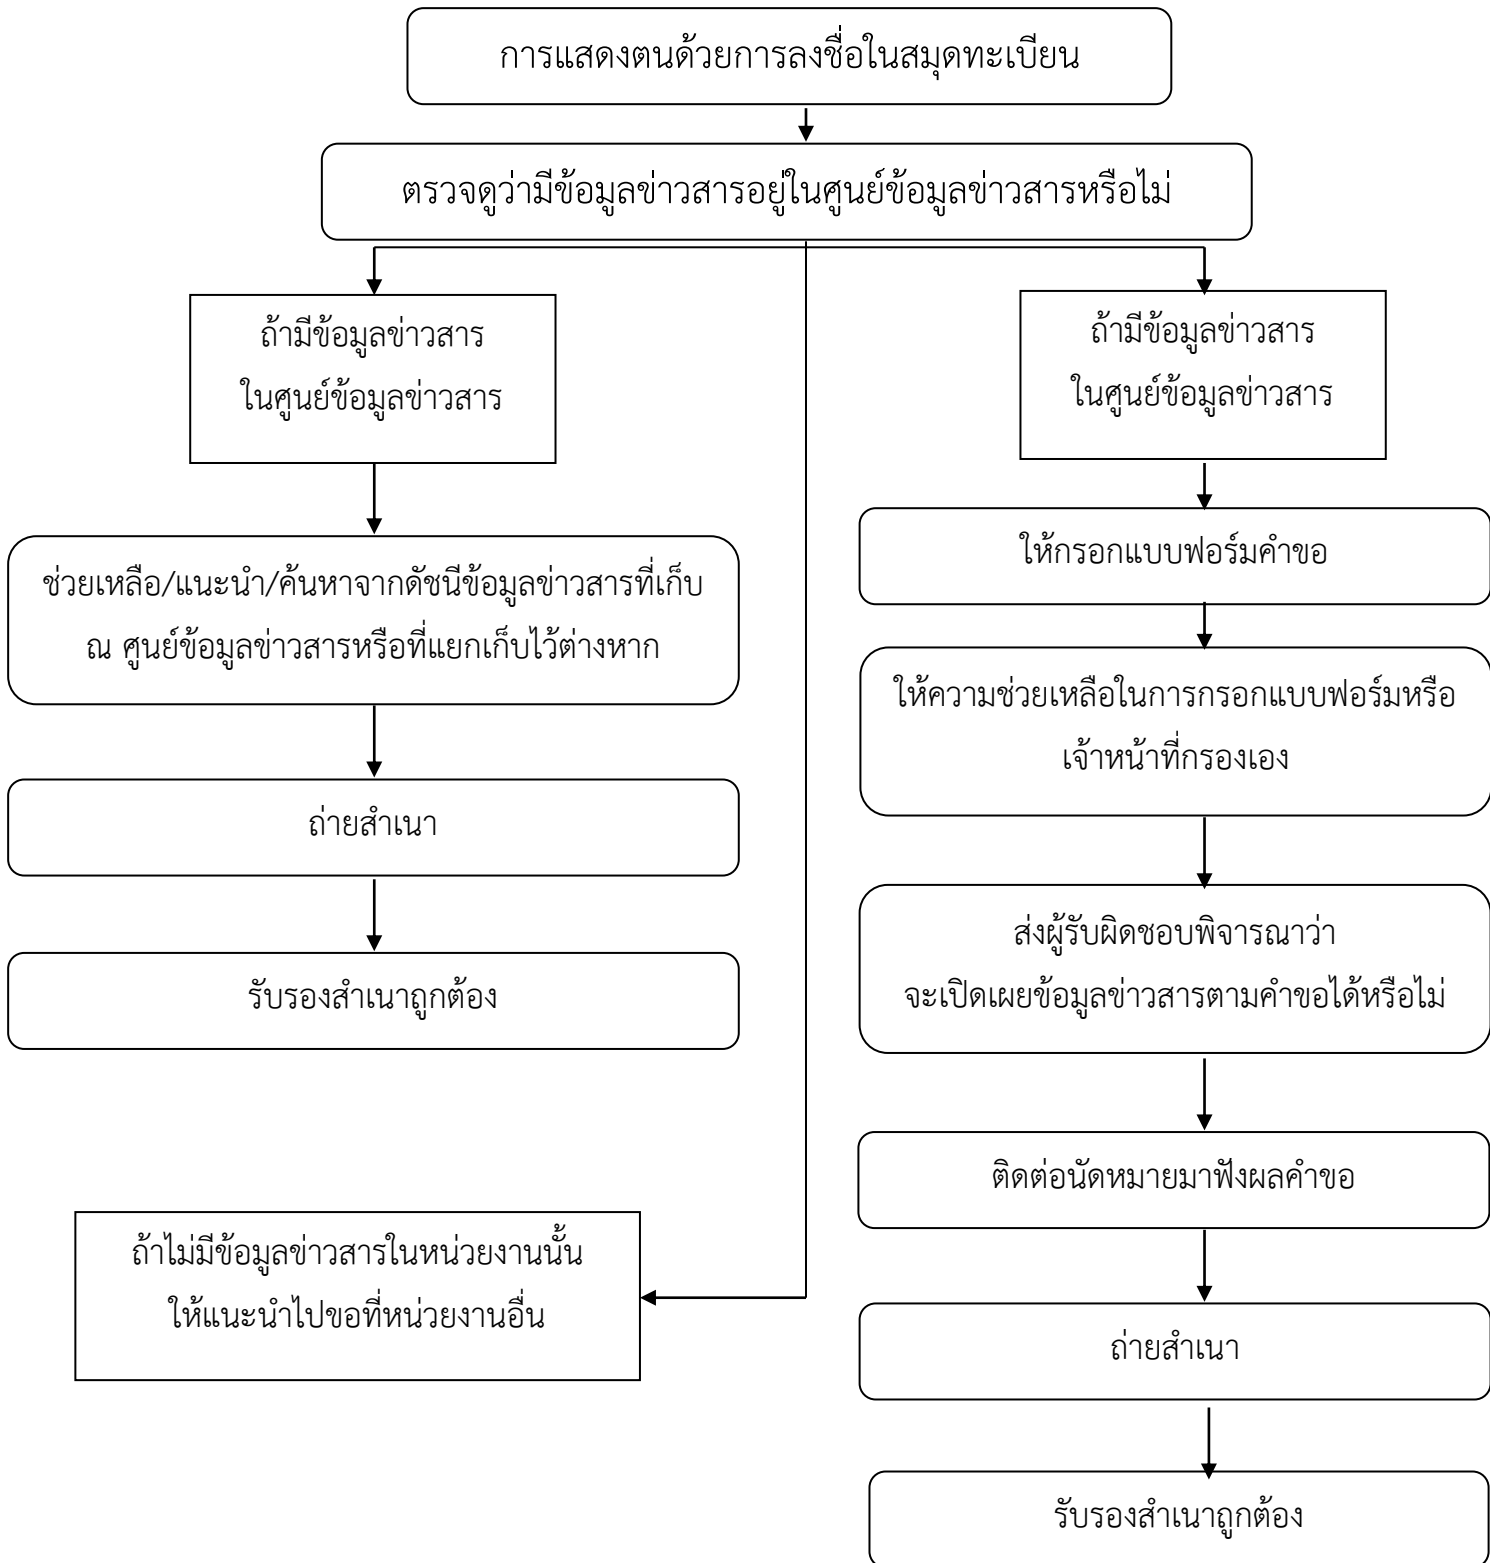 การแสดงตนด้วยการลงชื่อในสมุดทะเบียน
ตรวจดูว่ามีข้อมูลข่าวสารอยู่ในศูนย์ข้อมูลข่าวสารหรือไม่
ถ้ามีข้อมูลข่าวสาร
ในศูนย์ข้อมูลข่าวสาร
ช่วยเหลือ/แนะนำ/ค้นหาจากดัชนีข้อมูลข่าวสารที่เก็บ
ณ ศูนย์ข้อมูลข่าวสารหรือที่แยกเก็บไว้ต่างหาก
ถ่ายสำเนา
รับรองสำเนาถูกต้อง
ถ้าไม่มีข้อมูลข่าวสารในหน่วยงานนั้น
ให้แนะนำไปขอที่หน่วยงานอื่น
ถ้ามีข้อมูลข่าวสาร
ในศูนย์ข้อมูลข่าวสาร
ให้กรอกแบบฟอร์มคำขอ
ให้ความช่วยเหลือในการกรอกแบบฟอร์มหรือ
เจ้าหน้าที่กรองเอง
ส่งผู้รับผิดชอบพิจารณาว่า
จะเปิดเผยข้อมูลข่าวสารตามคำขอได้หรือไม่
ติดต่อนัดหมายมาฟังผลคำขอ
ถ่ายสำเนา
รับรองสำเนาถูกต้อง